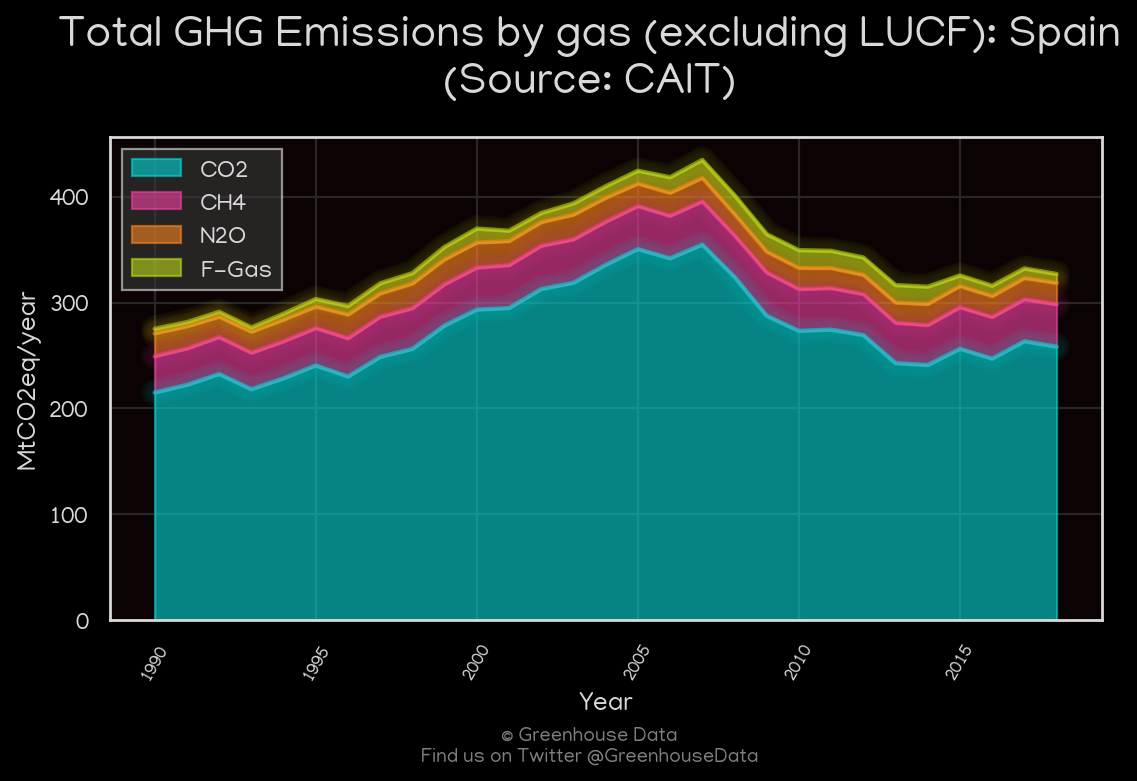 Total GHG Emissions by gas (excluding LUCF): Spain
(Source: CAIT)
CO2
CH4
N2O
F-Gas
MtCO2eq/year
400
300
200
100
0
1990
1995
2000
2005
2010
2015
Year
© Greenhouse Data
Find us on Twitter @GreenhouseData